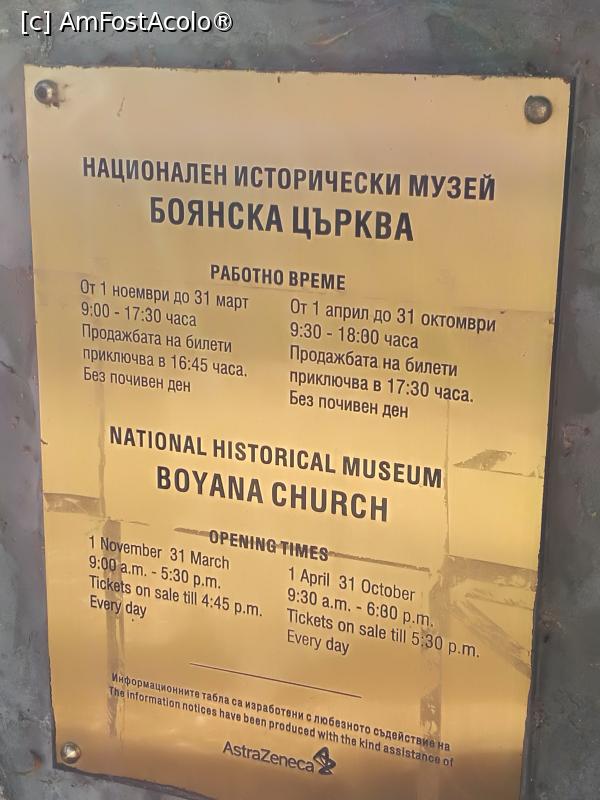 [c] AmFostAcolo®
НАЦИОНАЛЕН ИСТОРИЧЕСКИ МУЗЕЙ
БОЯНСКА ЦЪРКВА
РАБОТНО ВРЕМЕ
От 1 ноември до 31 март
9:00 - 17:30 часа
Продажбата на билети
приключва в 16:45 часа.
Без почивен ден
От 1 април до 31 октомври
9:30 - 18:00 часа
Продажбата на билети
приключва в 17:30 часа.
Без почивен ден
NATIONAL HISTORICAL MUSEUM
BOYANA CHURCH
OPENING TIMES
1 November 31 March
9:00 a.m. - 5:30 p.m.
Tickets on sale till 4:45 p.m.
Every day
1 April 31 October
9:30 a.m. - 6:00 p.m.
Tickets on sale till 5:30 p.m.
Every day
Информационните табла са изработени с любезното съдействие на
The information notices have been produced with the kind assistance of
AstraZeneca